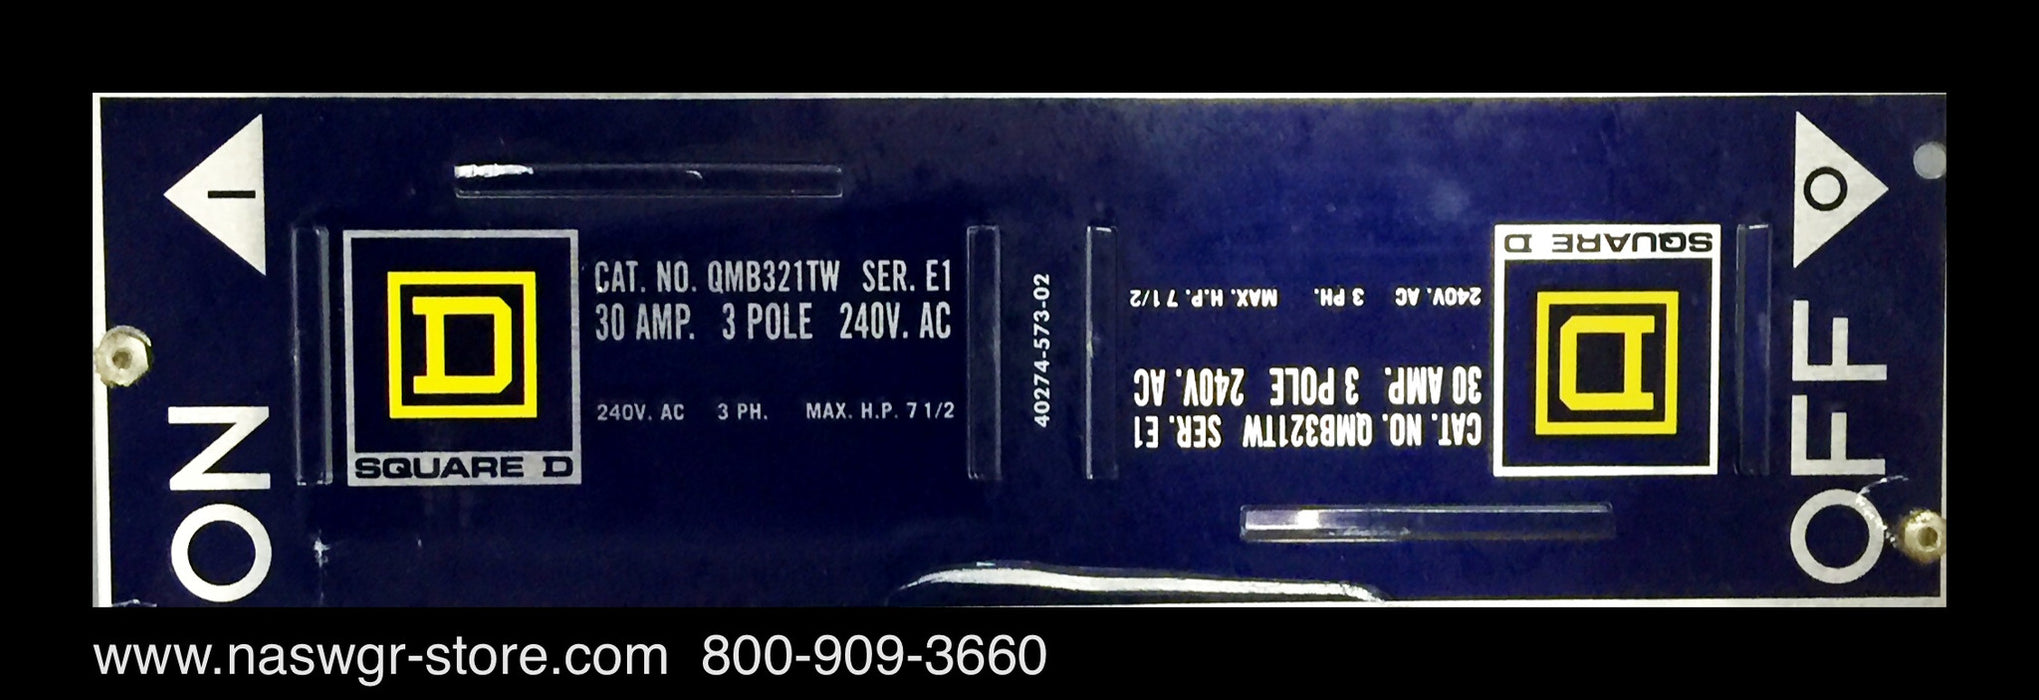 ON
I
D
SQUARE D
CAT. NO. QMB321TW SER. E1
30 AMP. 3 POLE 240V. AC
240V. AC 3 PH. MAX. H.P. 7 1/2
40274-573-02
CAT. NO. QMB321TW SER. E1
30 AMP. 3 POLE 240V. AC
240V. AC 3 PH. MAX. H.P. 7 1/2
D
SQUARE D
OFF
O
www.naswgr-store.com 800-909-3660